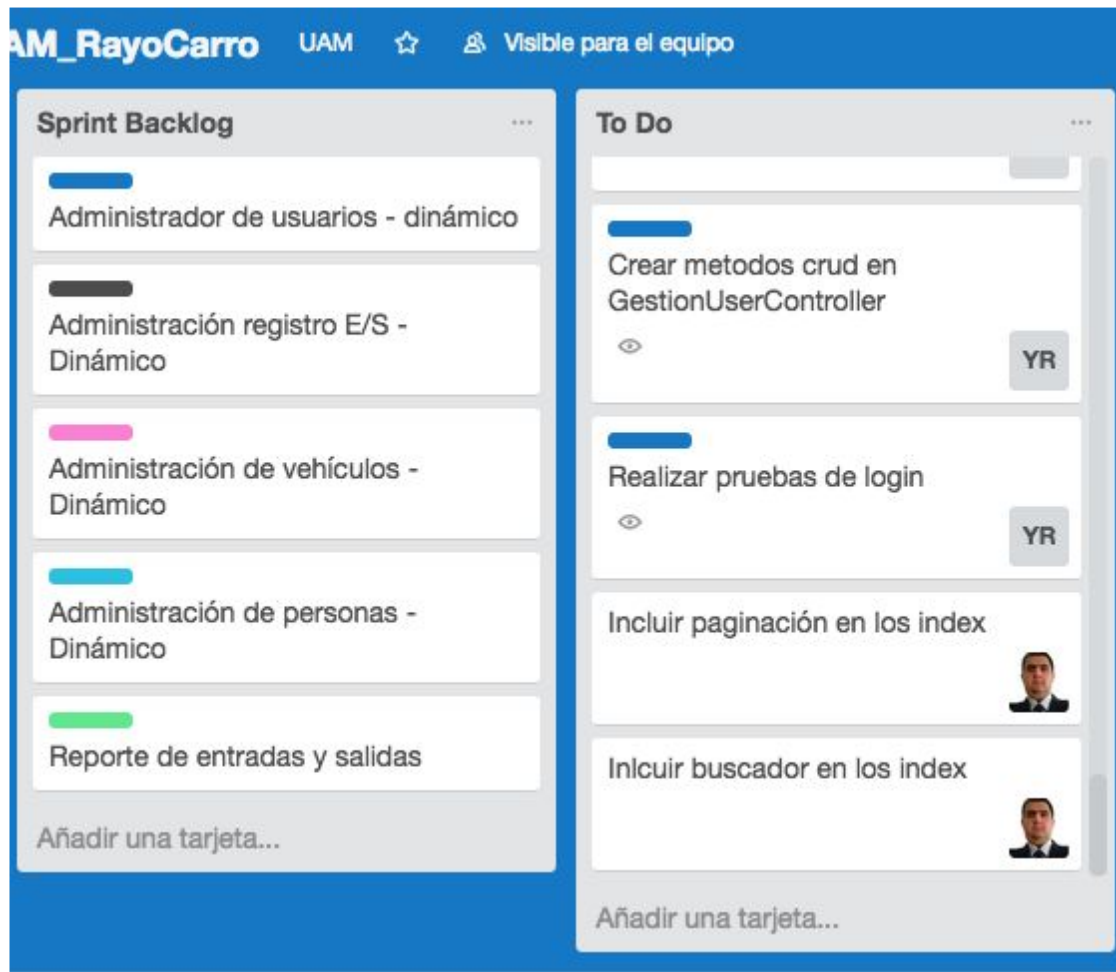 AM_RayoCarro UAM Visible para el equipo
Sprint Backlog
Administrador de usuarios - dinámico
Administración registro E/S -
Dinámico
Administración de vehículos -
Dinámico
Administración de personas -
Dinámico
Reporte de entradas y salidas
Añadir una tarjeta...
To Do
Crear metodos crud en
GestionUserController
YR
Realizar pruebas de login
YR
Incluir paginación en los index
Inlcuir buscador en los index
Añadir una tarjeta...